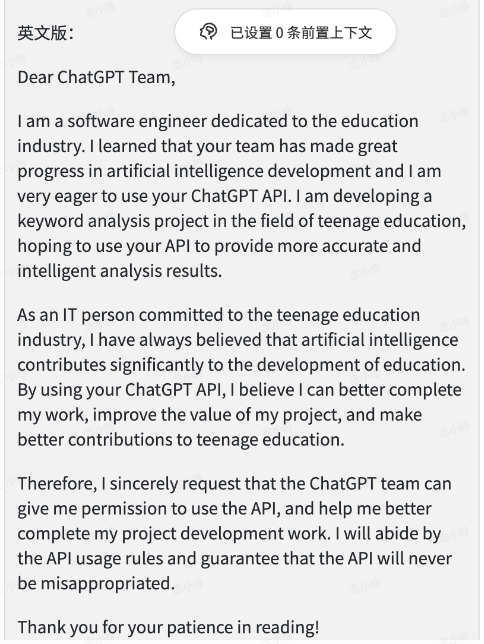 英文版：
已设置 0 条前置上下文
Dear ChatGPT Team,
I am a software engineer dedicated to the education
industry. I learned that your team has made great
progress in artificial intelligence development and I am
very eager to use your ChatGPT API. I am developing a
keyword analysis project in the field of teenage education,
hoping to use your API to provide more accurate and
intelligent analysis results.
As an IT person committed to the teenage education
industry, I have always believed that artificial intelligence
contributes significantly to the development of education.
By using your ChatGPT API, I believe I can better complete
my work, improve the value of my project, and make
better contributions to teenage education.
Therefore, I sincerely request that the ChatGPT team can
give me permission to use the API, and help me better
complete my project development work. I will abide by
the API usage rules and guarantee that the API will never
be misappropriated.
Thank you for your patience in reading!